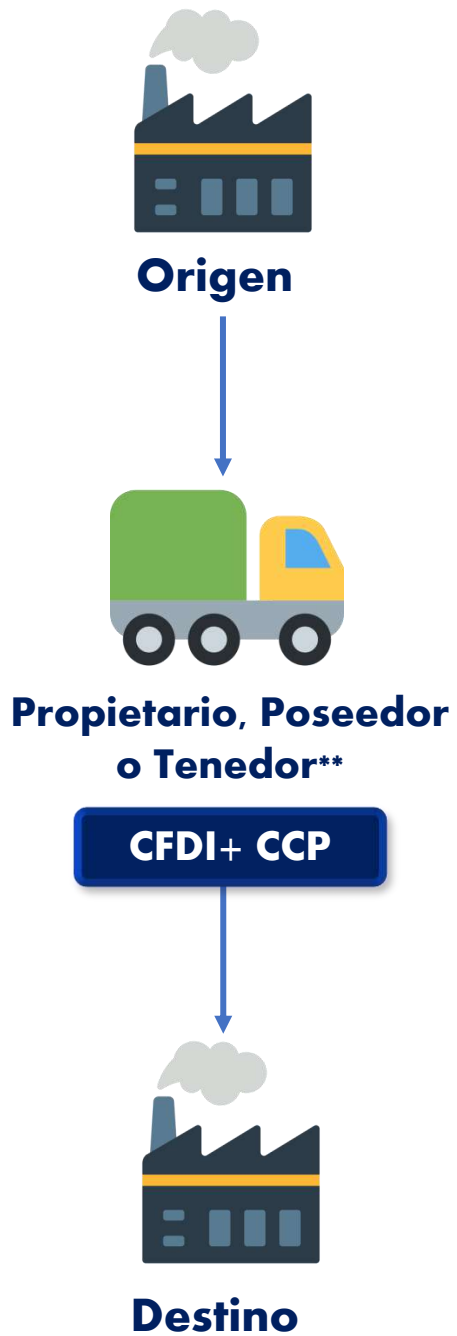 Origen
Propietario, Poseedor
o Tenedor**
CFDI+ CCP
Destino